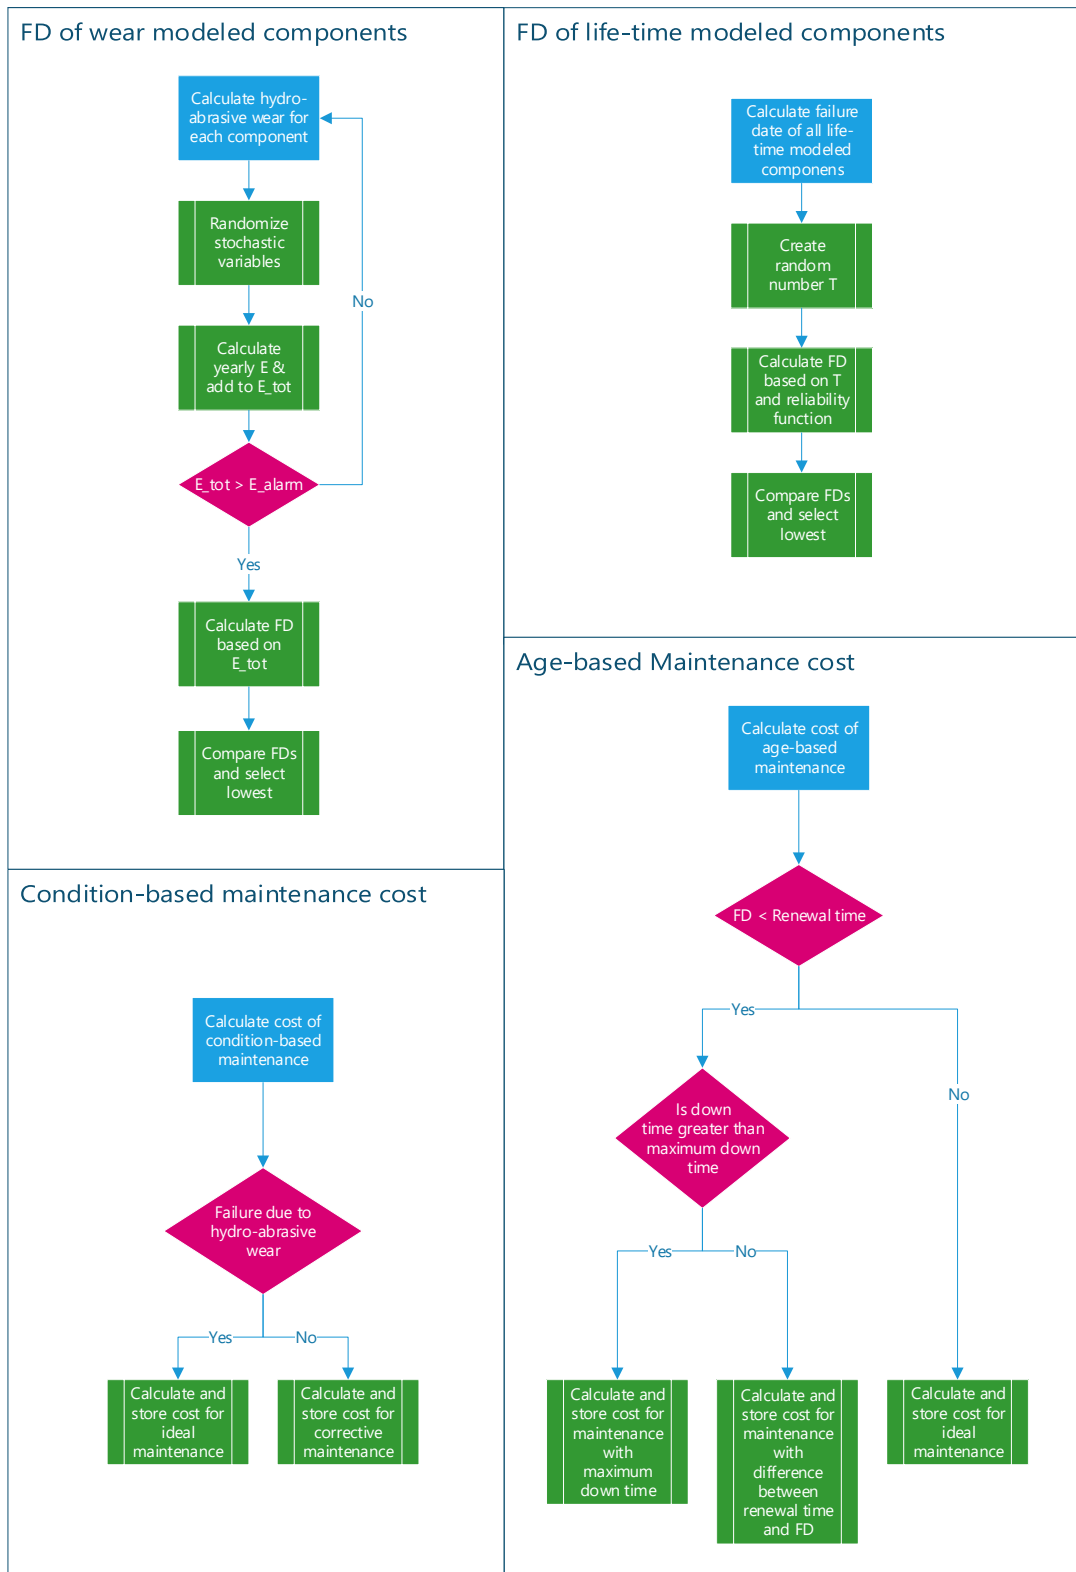 FD of wear modeled components
Calculate hydro-
abrasive wear for
each component
Randomize
stochastic
variables
No
Calculate
yearly E &
add to E_tot
E_tot > E_alarm
Yes
Calculate FD
based on
E_tot
Compare FDs
and select
lowest
FD of life-time modeled components
Calculate failure
date of all life-
time modeled
componens
Create
random
number T
Calculate FD
based on T
and reliability
function
Compare FDs
and select
lowest
Condition-based maintenance cost
Calculate cost of
condition-based
maintenance
Failure due to
hydro-abrasive
wear
Yes
No
Calculate and
store cost for
ideal
maintenance
Calculate and
store cost for
corrective
maintenance
Age-based Maintenance cost
Calculate cost of
age-based
maintenance
FD < Renewal time
Yes
No
Is down
time greater than
maximum down
time
Yes
No
Calculate and
store cost for
maintenance
with
maximum
down time
Calculate and
store cost for
maintenance
with
difference
between
renewal time
and FD
Calculate and
store cost for
ideal
maintenance